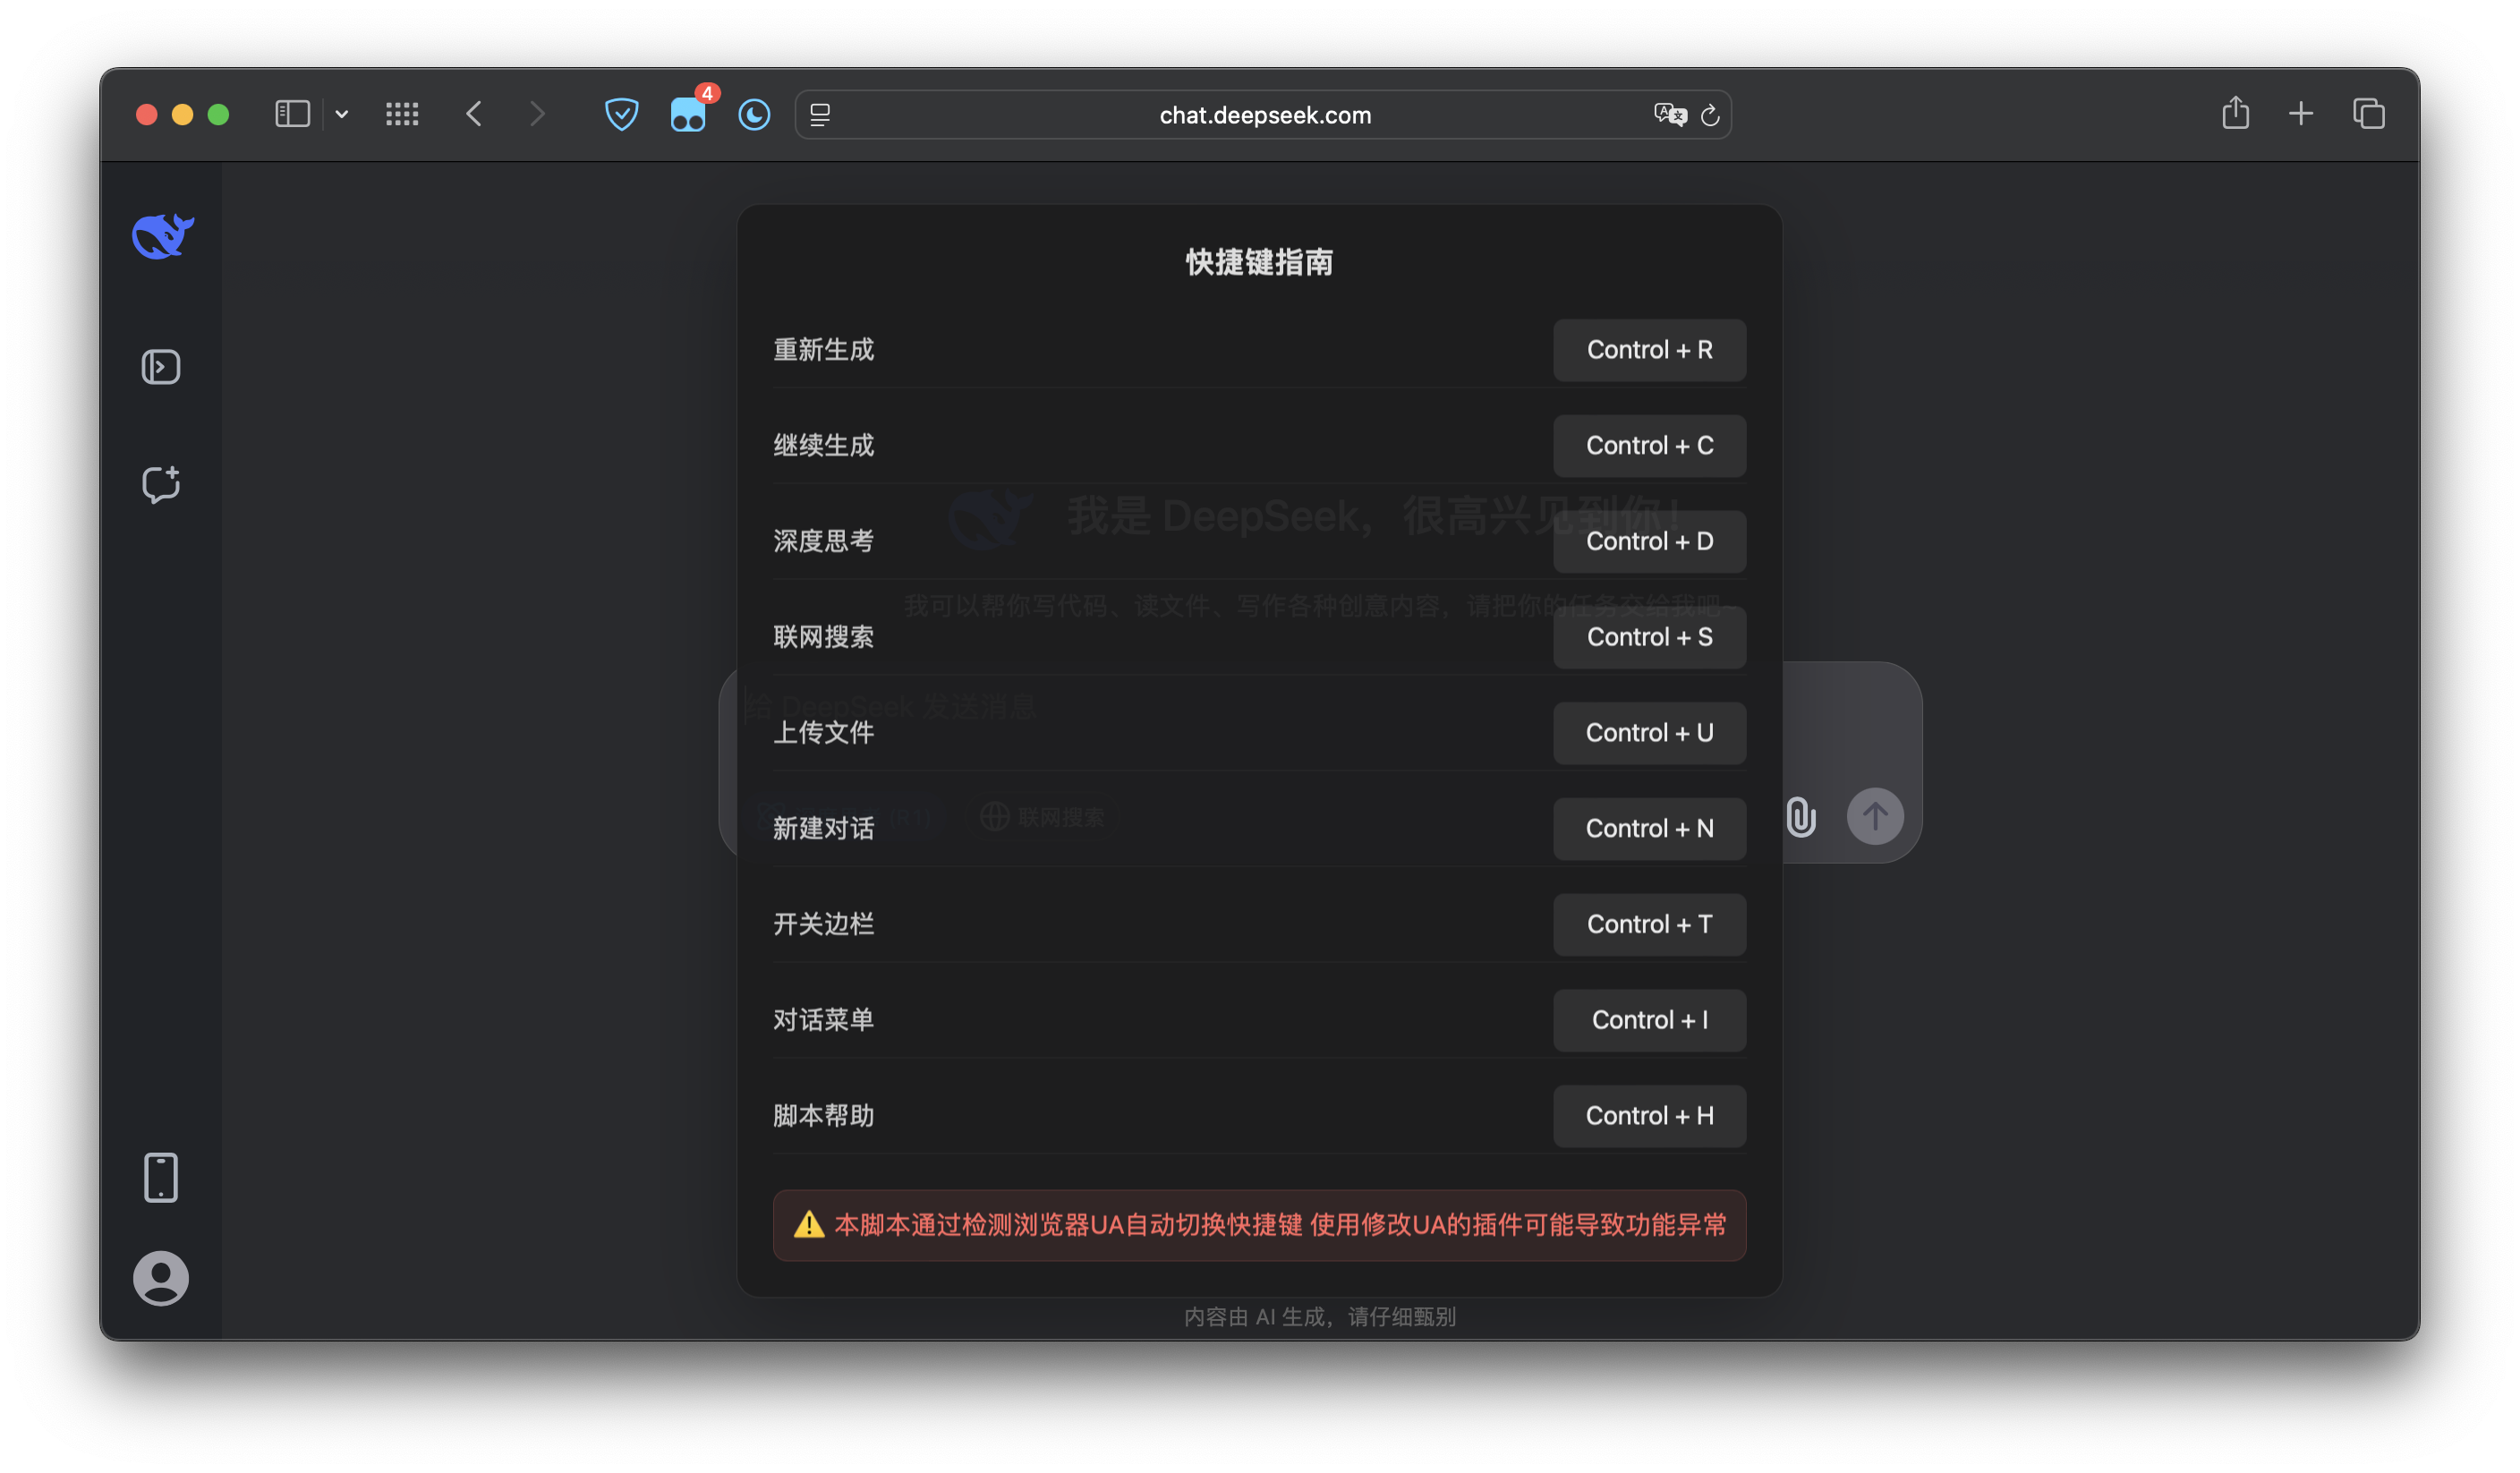 4
chat.deepseek.com
快捷键指南
重新生成 Control + R
继续生成 Control + C
我是 DeepSeek，很高兴见到你！
深度思考 Control + D
我可以帮你写代码、读文件、写作各种创意内容，请把你的任务交给我吧~
联网搜索 Control + S
给 DeepSeek 发送消息
上传文件 Control + U
(R1) 联网搜索
新建对话 Control + N
开关边栏 Control + T
对话菜单 Control + I
脚本帮助 Control + H
本脚本通过检测浏览器UA自动切换快捷键 使用修改UA的插件可能导致功能异常
内容由 AI 生成，请仔细甄别